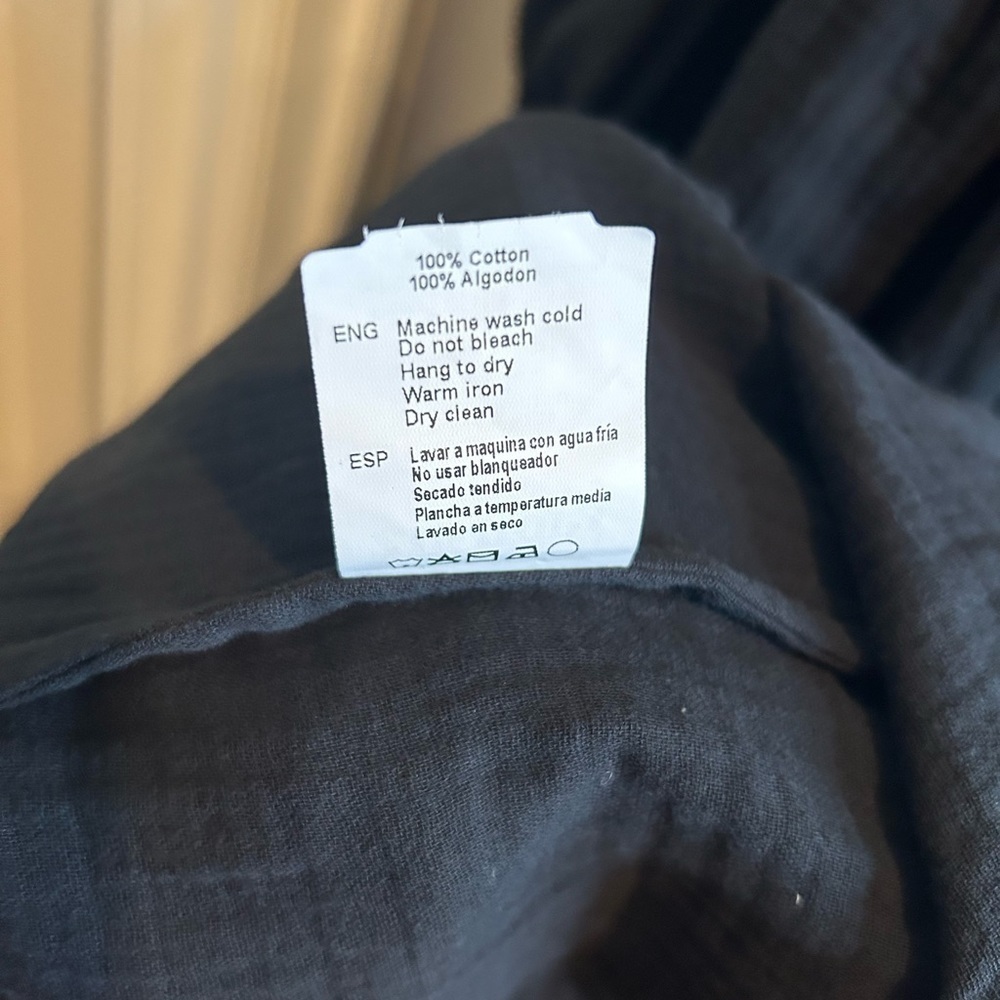 100% Cotton
100% Algodon
ENG Machine wash cold
Do not bleach
Hang to dry
Warm iron
Dry clean
ESP Lavar a maquina con agua fría
No usar blanqueador
Secado tendido
Plancha a temperatura media
Lavado en seco